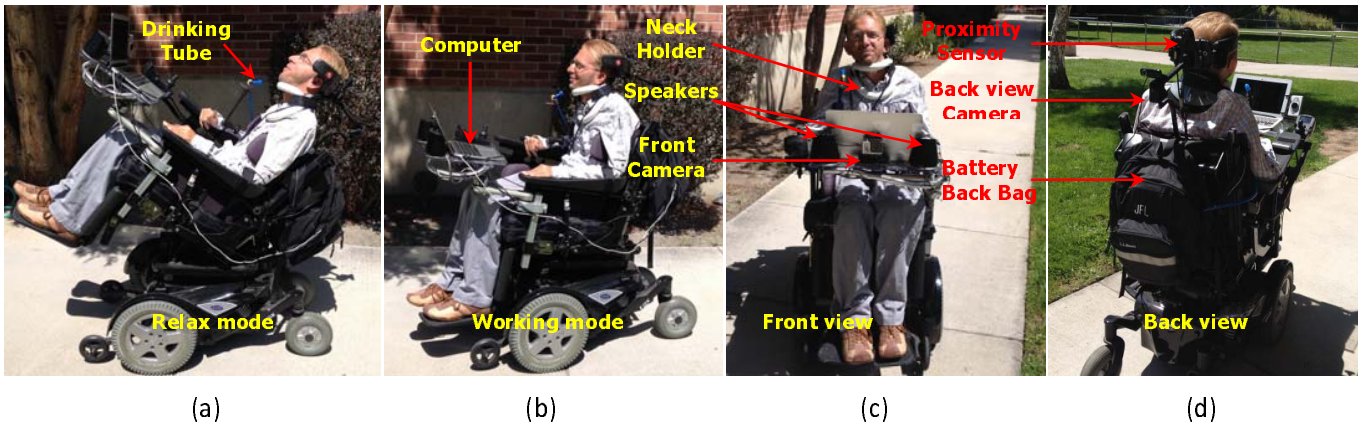 Drinking
Tube
Relax mode
Computer
Working mode
Neck
Holder
Speakers
Front
Camera
Front view
Proximity
Sensor
Back view
Camera
Battery
Back Bag
JFL
Back view
(a)
(b)
(c)
(d)